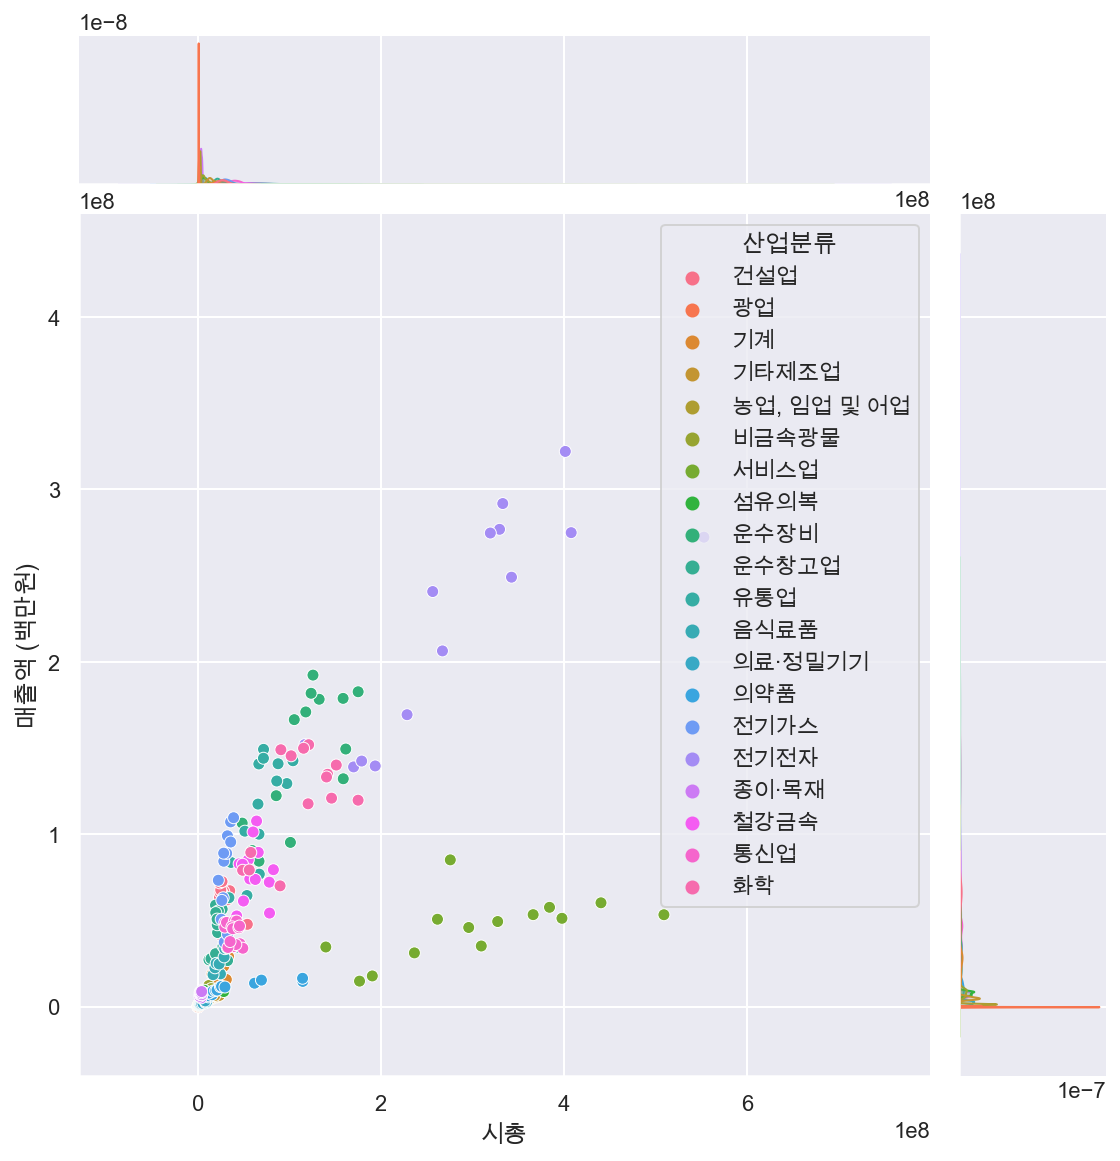 1e−8
1e8
1e8
1e8
산업분류
건설업
광업
기계
기타제조업
농업, 임업 및 어업
비금속광물
서비스업
섬유의복
운수장비
운수창고업
유통업
음식료품
의료·정밀기기
의약품
전기가스
전기전자
종이·목재
철강금속
통신업
화학
4
3
2
1
0
매출액 (백만원)
0
2
4
6
1e−7
시총
1e8